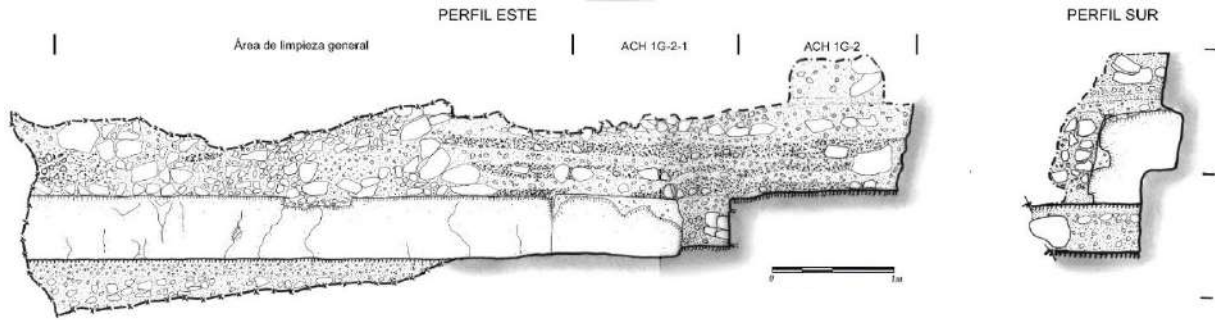 PERFIL ESTE
PERFIL SUR
Área de limpieza general
ACH 1G-2-1
ACH 1G-2
0
1m